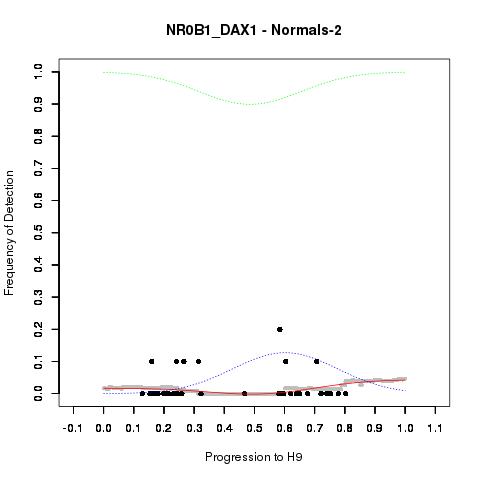 NR0B1_DAX1 - Normals-2
Frequency of Detection
1.0
0.9
0.8
0.7
0.6
0.5
0.4
0.3
0.2
0.1
0.0
-0.1 0.0 0.1 0.2 0.3 0.4 0.5 0.6 0.7 0.8 0.9 1.0 1.1
Progression to H9